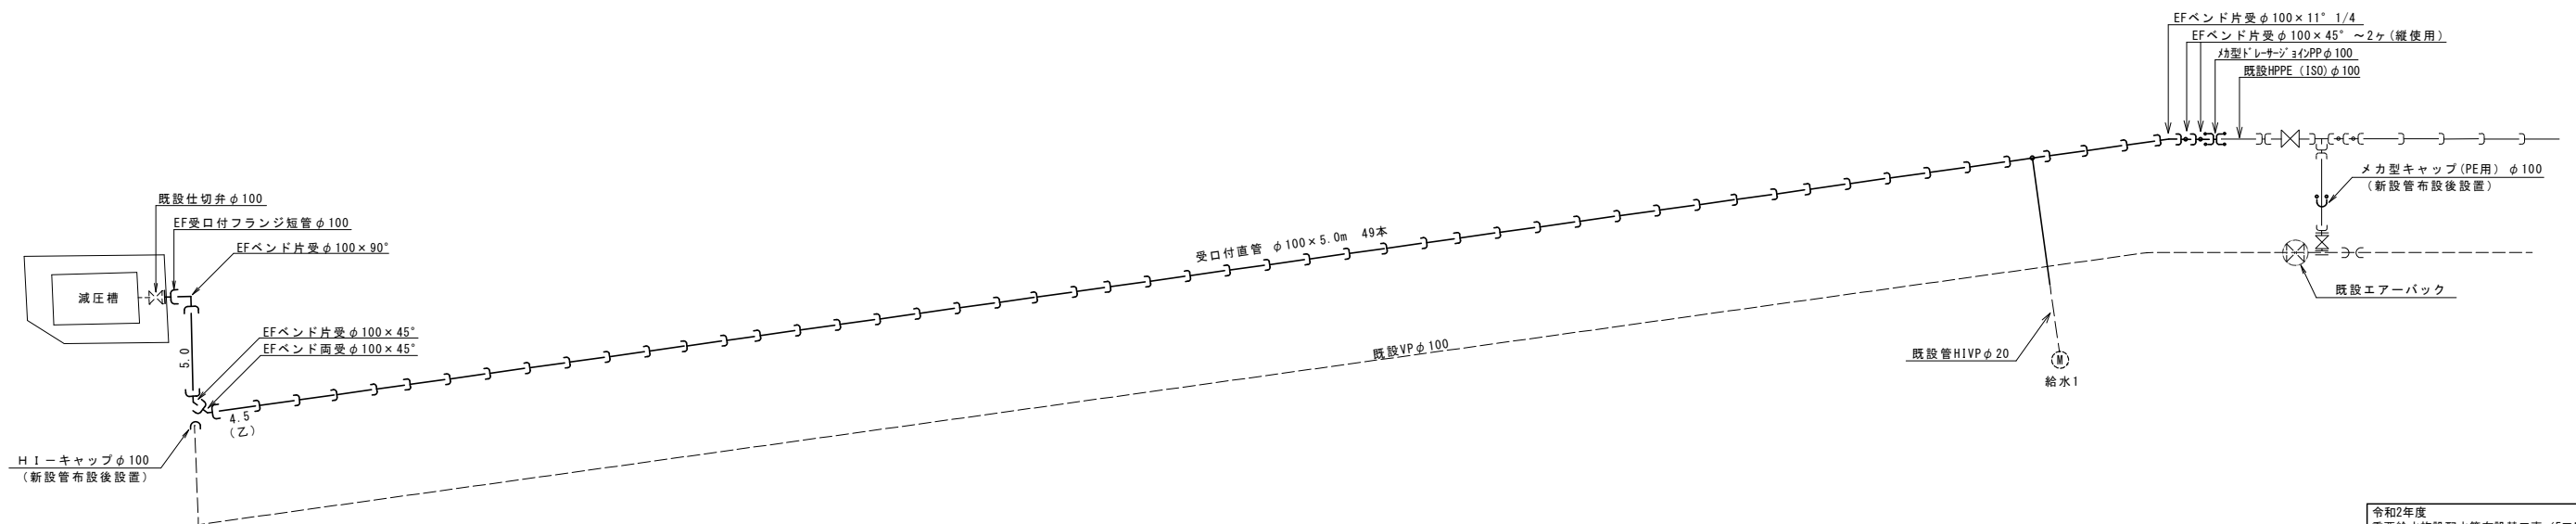 EFベンド片受φ100×11° 1/4
EFベンド片受φ100×45° ～2ヶ(縦使用)
メカ型ドレーサージョインPPφ100
既設HPPE (ISO)φ100
メカ型キャップ(PE用) φ100
(新設管布設後設置)
既設仕切弁φ100
EF受口付フランジ短管φ100
EFベンド片受φ100×90°
減圧槽
受口付直管 φ100×5.0m 49本
既設エアーバック
EFベンド片受φ100×45°
EFベンド両受φ100×45°
5.0
既設VPφ100
既設管HIVPφ20
M
給水1
4.5
(乙)
HI-キャップφ100
(新設管布設後設置)
令和2年度